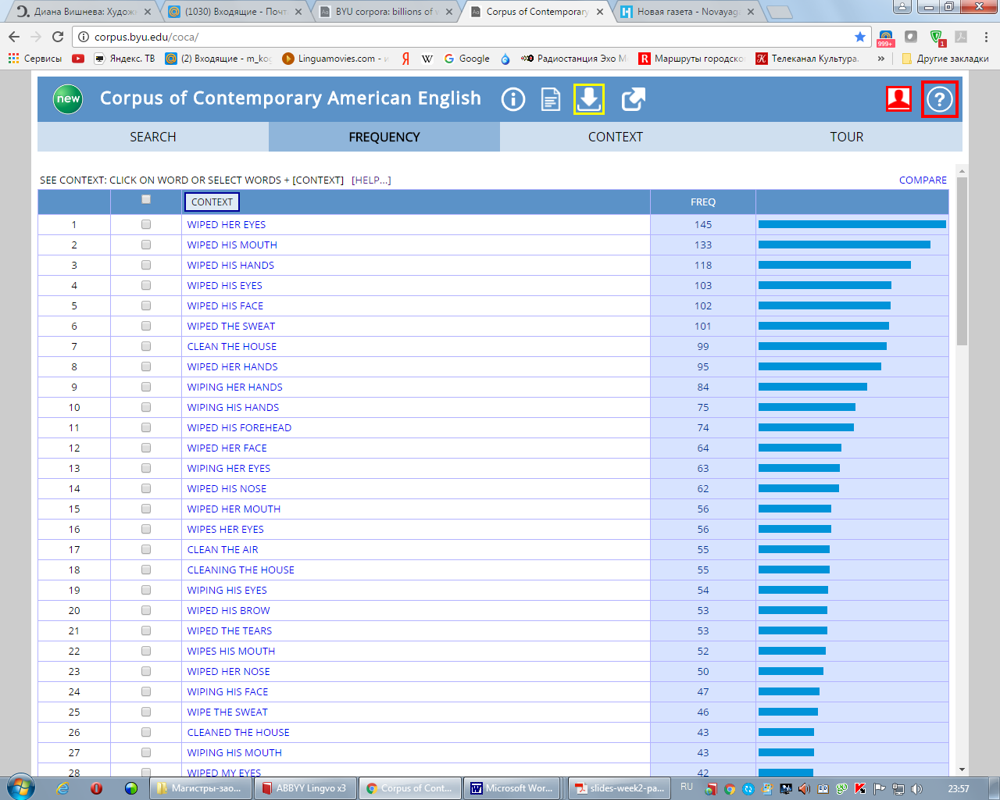 Диана Вишнева: Худож
(1030) Входящие - Почт
BYU corpora: billions of w
Corpus of Contemporary
Новая газета - Novayag
corpus.byu.edu/coca/
999+
1
Сервисы
Яндекс. ТВ
(2) Входящие - m_kog
Linguamovies.com - и
Google
Радиостанция Эхо М
Маршруты городско
Телеканал Культура.
»
Другие закладки
new
Corpus of Contemporary American English
SEARCH
FREQUENCY
CONTEXT
TOUR
SEE CONTEXT: CLICK ON WORD OR SELECT WORDS + [CONTEXT] [HELP...]
COMPARE
CONTEXT FREQ
1 WIPED HER EYES 145
2 WIPED HIS MOUTH 133
3 WIPED HIS HANDS 118
4 WIPED HIS EYES 103
5 WIPED HIS FACE 102
6 WIPED THE SWEAT 101
7 CLEAN THE HOUSE 99
8 WIPED HER HANDS 95
9 WIPING HER HANDS 84
10 WIPING HIS HANDS 75
11 WIPED HIS FOREHEAD 74
12 WIPED HER FACE 64
13 WIPING HER EYES 63
14 WIPED HIS NOSE 62
15 WIPED HER MOUTH 56
16 WIPES HER EYES 56
17 CLEAN THE AIR 55
18 CLEANING THE HOUSE 55
19 WIPING HIS EYES 54
20 WIPED HIS BROW 53
21 WIPED THE TEARS 53
22 WIPES HIS MOUTH 52
23 WIPED HER NOSE 50
24 WIPING HIS FACE 47
25 WIPE THE SWEAT 46
26 CLEANED THE HOUSE 43
27 WIPING HIS MOUTH 43
28 WIPED MY EYES 42
Магистры-зао...
ABBYY Lingvo x3
Corpus of Cont...
Microsoft Wor...
slides-week2-pa...
RU
23:57